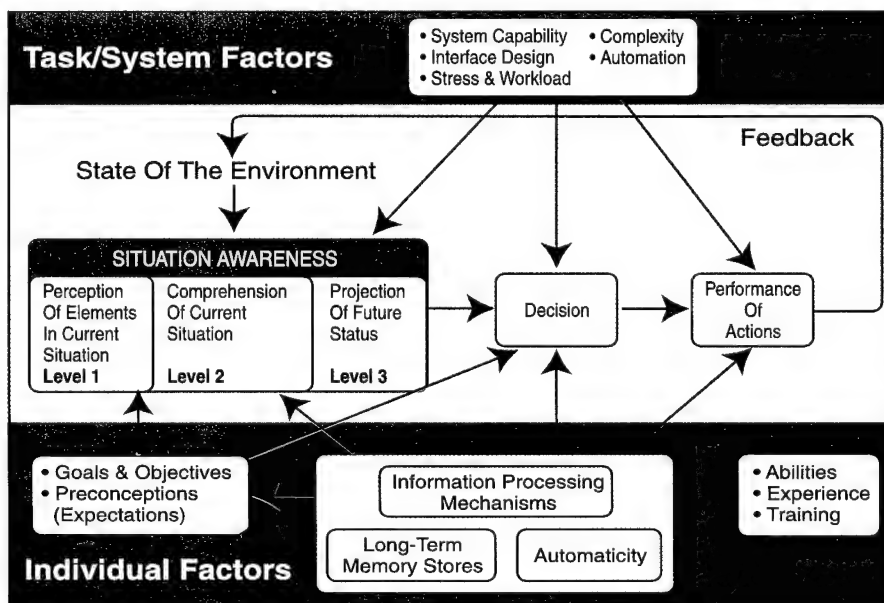 Task/System Factors
• System Capability
• Interface Design
• Stress & Workload
• Complexity
• Automation
Feedback
State Of The Environment
SITUATION AWARENESS
Perception
Of Elements
In Current
Situation
Level 1
Comprehension
Of Current
Situation
Level 2
Projection
Of Future
Status
Level 3
Decision
Performance
Of
Actions
• Goals & Objectives
• Preconceptions
(Expectations)
Information Processing
Mechanisms
Long-Term
Memory Stores
Automaticity
• Abilities
• Experience
• Training
Individual Factors